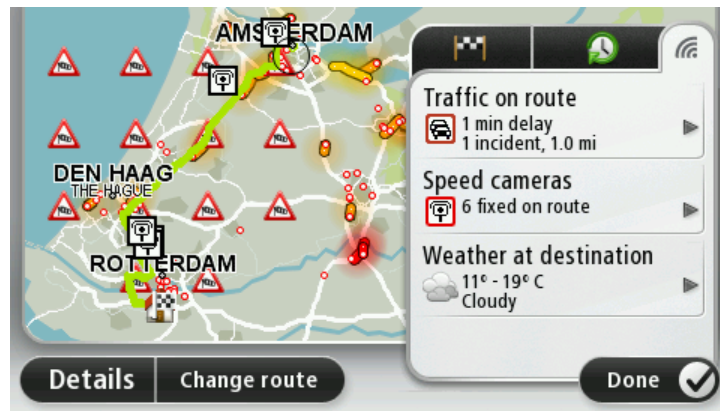 AMSTERDAM
DEN HAAG
THE HAGUE
ROTTERDAM
Traffic on route
1 min delay
1 incident, 1.0 mi
Speed cameras
6 fixed on route
Weather at destination
11° - 19° C
Cloudy
Details
Change route
Done